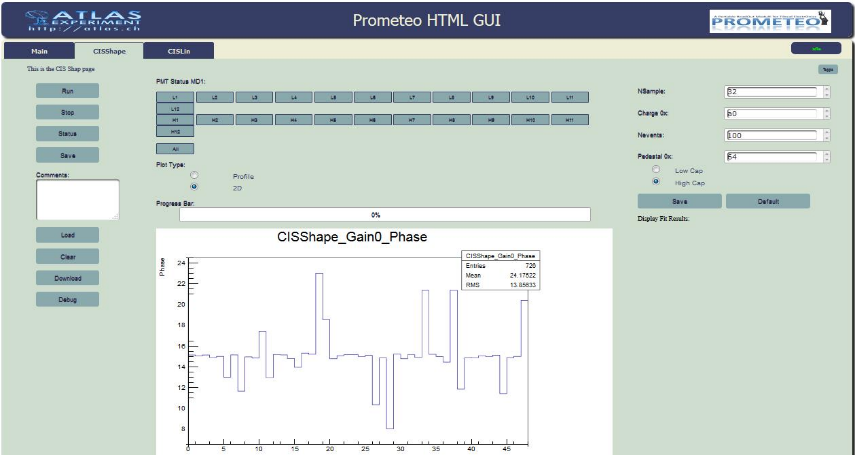 ATLAS
EXPERIMENT
http://atlas.ch
Prometeo HTML GUI
PROMETEO
Main
CISShape
CISLin
This is the CIS Shap page
Run
Stop
Status
Save
Comments:
Load
Clear
Download
Debug
PMT Status MD1:
L1 L2 L3 L4 L5 L6 L7 L8 L9 L10 L11
L12
H1 H2 H3 H4 H5 H6 H7 H8 H9 H10 H11
H12
All
Plot Type:
Profile
2D
Progress Bar:
0%
CISShape_Gain0_Phase
CISShape_Gain0_Phase
Entries 726
Mean 24.17522
RMS 13.85633
Phase
24
22
20
18
16
14
12
10
8
0 5 10 15 20 25 30 35 40 45
NSample:
32
Charge 0x:
Nevents:
100
Pedestal 0x:
64
Low Cap
High Cap
Save
Default
Display Fit Results: